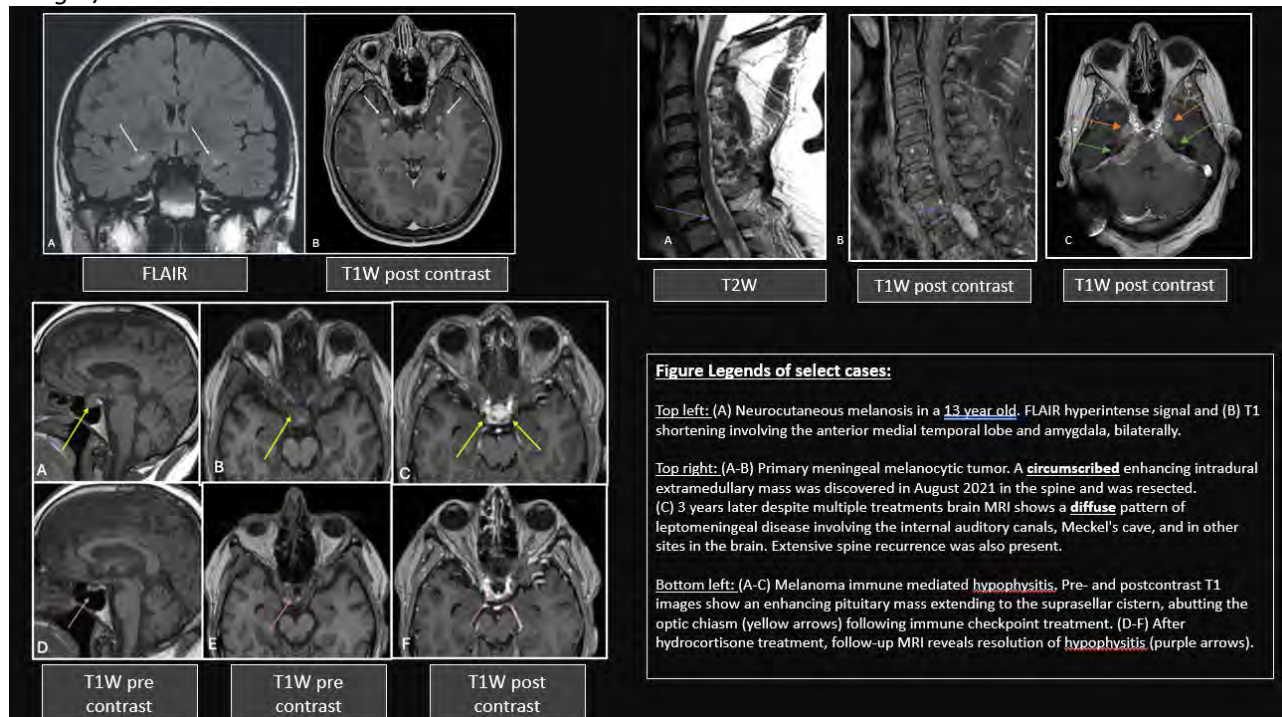 A
B
FLAIR
T1W post contrast
A
B
C
T2W
T1W post contrast
T1W post contrast
A
B
C
D
E
F
T1W pre
contrast
T1W pre
contrast
T1W post
contrast
Figure Legends of select cases:
Top left: (A) Neurocutaneous melanosis in a 13 year old. FLAIR hyperintense signal and (B) T1
shortening involving the anterior medial temporal lobe and amygdala, bilaterally.
Top right: (A-B) Primary meningeal melanocytic tumor. A circumscribed enhancing intradural
extramedullary mass was discovered in August 2021 in the spine and was resected.
(C) 3 years later despite multiple treatments brain MRI shows a diffuse pattern of
leptomeningeal disease involving the internal auditory canals, Meckel's cave, and in other
sites in the brain. Extensive spine recurrence was also present.
Bottom left: (A-C) Melanoma immune mediated hypophysitis. Pre- and postcontrast T1
images show an enhancing pituitary mass extending to the suprasellar cistern, abutting the
optic chiasm (yellow arrows) following immune checkpoint treatment. (D-F) After
hydrocortisone treatment, follow-up MRI reveals resolution of hypophysitis (purple arrows).